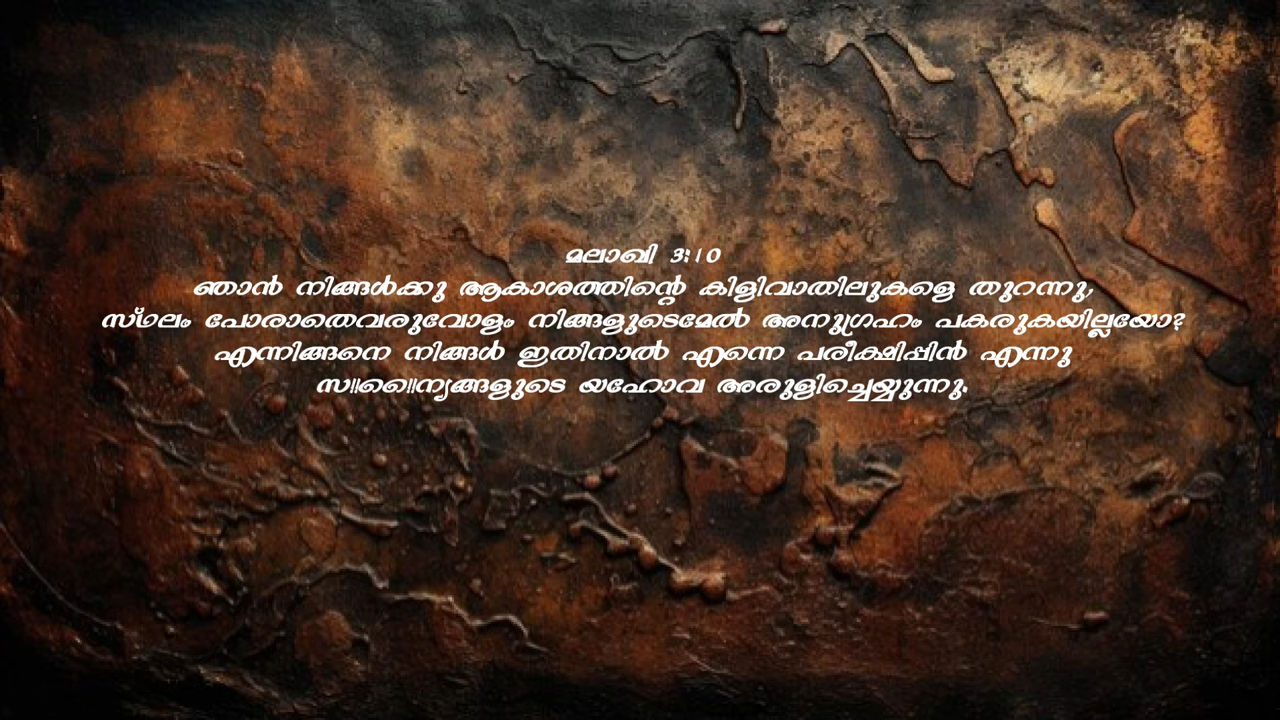 മലാഖി 3:10
ഞാൻ നിങ്ങൾക്കു ആകാശത്തിന്റെ കിളിവാതിലുകളെ തുറന്നു,
സ്ഥലം പോരാതെവരുവോളം നിങ്ങളുടെമേൽ അനുഗ്രഹം പകരുകയില്ലയോ?
എന്നിങ്ങനെ നിങ്ങൾ ഇതിനാൽ എന്നെ പരീക്ഷിപ്പിൻ എന്നു
സൈന്യങ്ങളുടെ യഹോവ അരുളിച്ചെയ്യുന്നു.